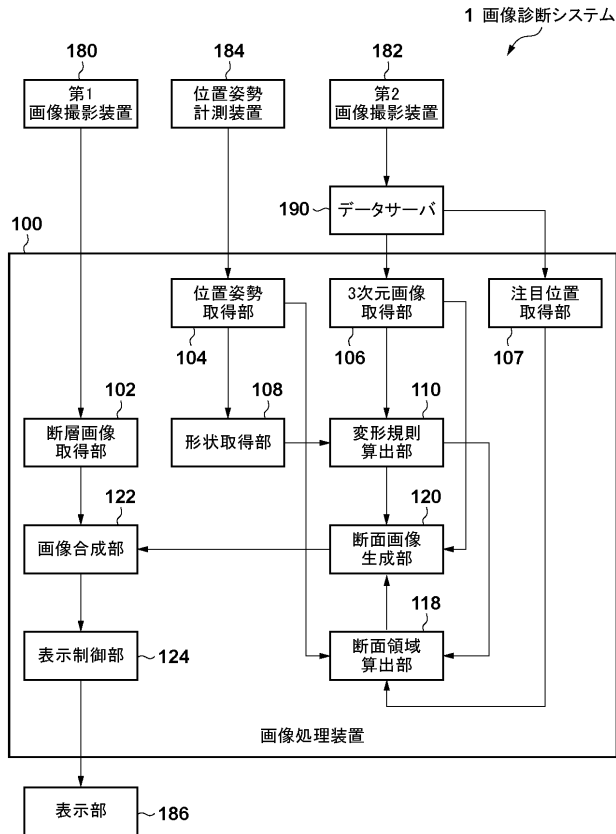 1 画像診断システム
180
184
182
第1
画像撮影装置
位置姿勢
計測装置
第2
画像撮影装置
190
データサーバ
100
位置姿勢
取得部
3次元画像
取得部
注目位置
取得部
104
106
107
102
108
110
断層画像
取得部
形状取得部
変形規則
算出部
122
120
画像合成部
断面画像
生成部
118
表示制御部
124
断面領域
算出部
画像処理装置
表示部
186